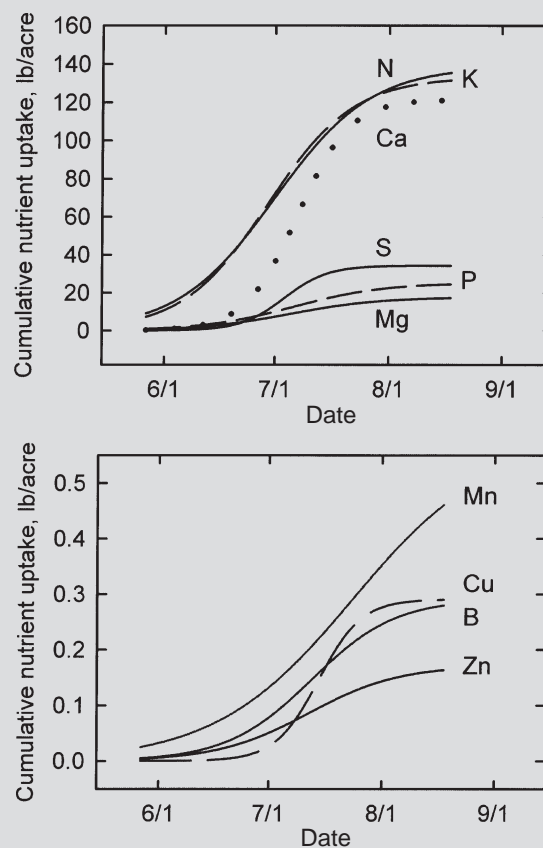 Cumulative nutrient uptake, lb/acre
160
140
120
100
80
60
40
20
0
N
K
Ca
S
P
Mg
6/1 7/1 8/1 9/1
Date
Cumulative nutrient uptake, lb/acre
0.5
0.4
0.3
0.2
0.1
0.0
Mn
Cu
B
Zn
6/1 7/1 8/1 9/1
Date